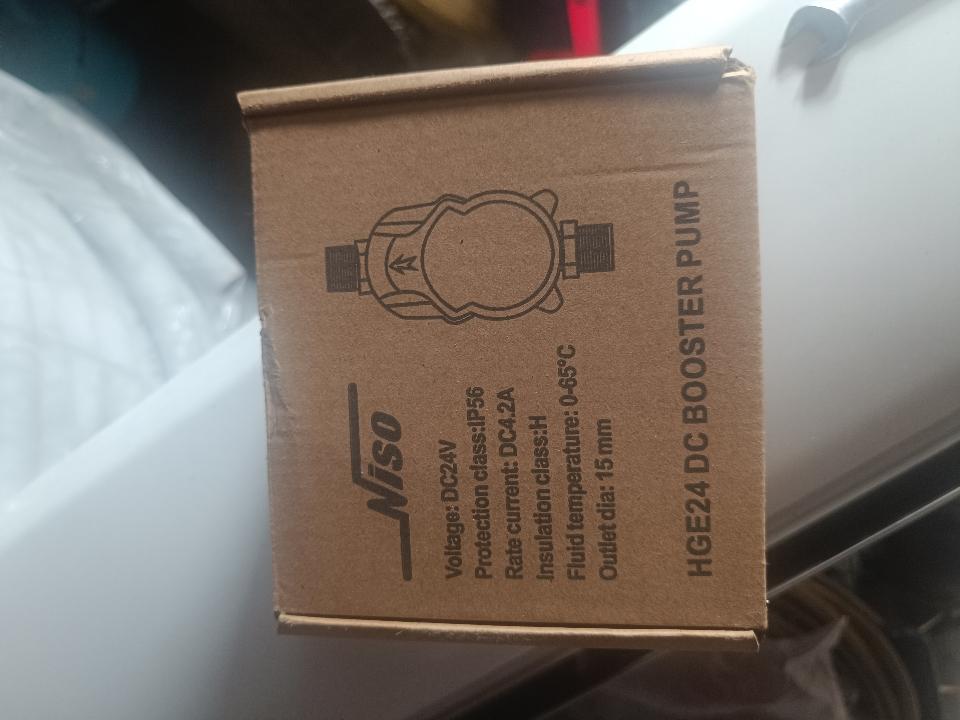 Niso
Voltage: DC24V
Protection class:IP56
Rate current: DC4.2A
Insulation class:H
Fluid temperature: 0-65°C
Outlet dia: 15 mm
HGE24 DC BOOSTER PUMP